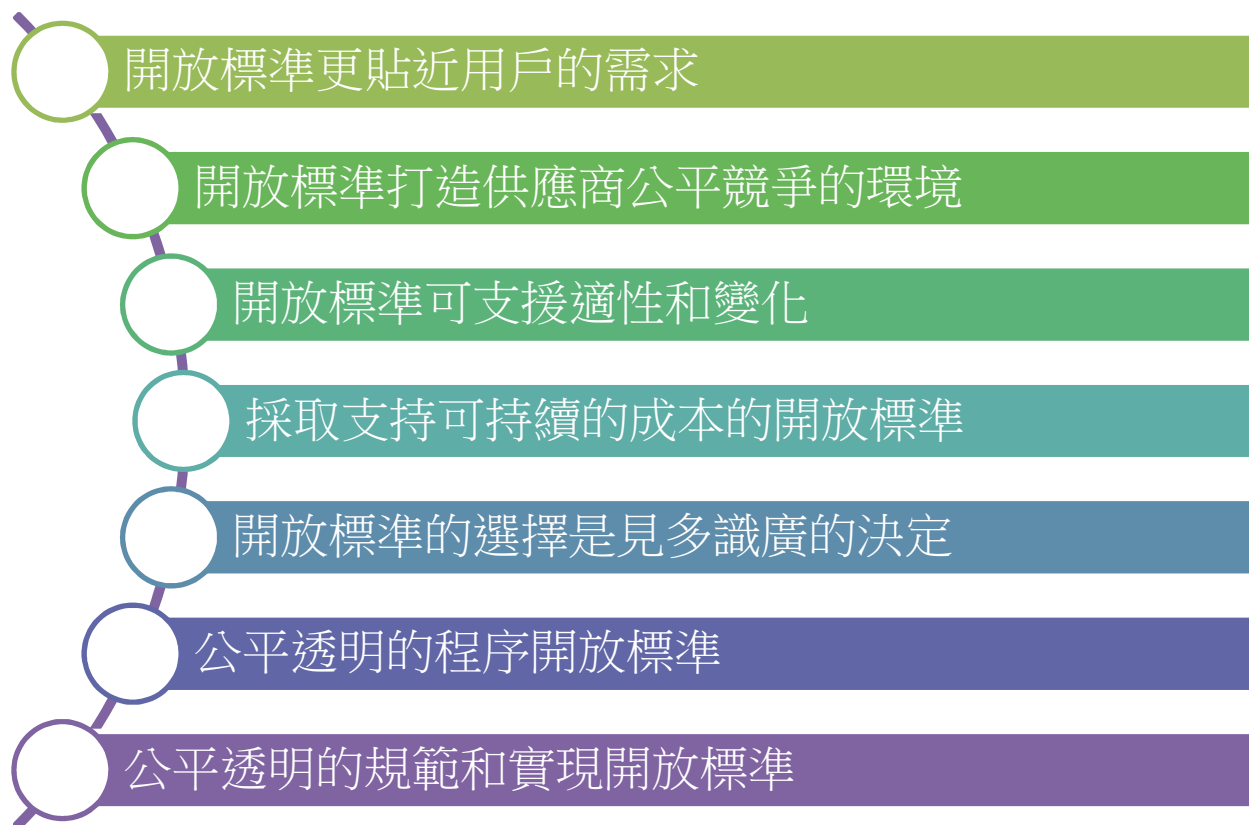 開放標準更貼近用戶的需求
開放標準打造供應商公平競爭的環境
開放標準可支援適性和變化
採取支持可持續的成本的開放標準
開放標準的選擇是見多識廣的決定
公平透明的程序開放標準
公平透明的規範和實現開放標準